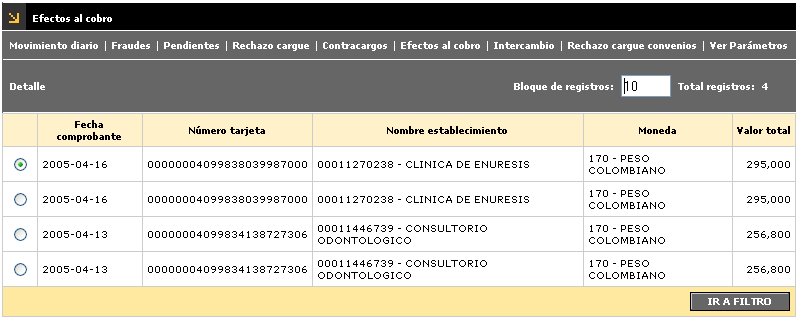 Efectos al cobro
Movimiento diario | Fraudes | Pendientes | Rechazo cargue | Contracargos | Efectos al cobro | Intercambio | Rechazo cargue convenios | Ver Parámetros
Detalle Bloque de registros: 10 Total registros: 4
Fecha comprobante Número tarjeta Nombre establecimiento Moneda Valor total
2005-04-16 00000004099838039987000 00011270238 - CLINICA DE ENURESIS 170 - PESO COLOMBIANO 295,000
2005-04-16 00000004099838039987000 00011270238 - CLINICA DE ENURESIS 170 - PESO COLOMBIANO 295,000
2005-04-13 00000004099834138727306 00011446739 - CONSULTORIO ODONTOLOGICO 170 - PESO COLOMBIANO 256,800
2005-04-13 00000004099834138727306 00011446739 - CONSULTORIO ODONTOLOGICO 170 - PESO COLOMBIANO 256,800
IR A FILTRO